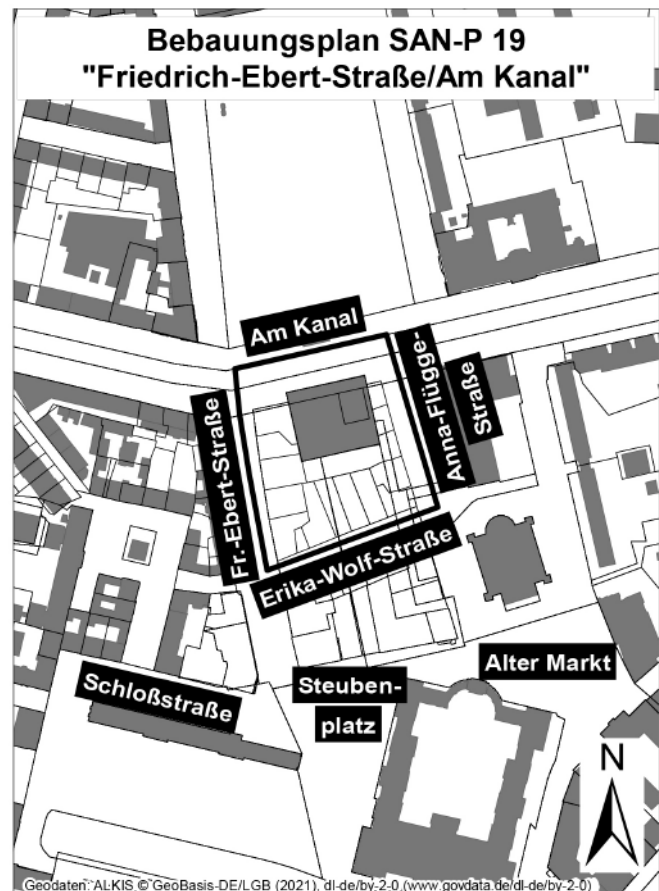 Bebauungsplan SAN-P 19
"Friedrich-Ebert-Straße/Am Kanal"
Am Kanal
Anna-Flügge-
Straße
Fr.-Ebert-Straße
Erika-Wolf-Straße
Alter Markt
Schloßstraße
Steuben-
platz
N
Geodaten: ALKIS © GeoBasis-DE/LGB (2021), dl-de/by-2-0 (www.govdata.de/dl-de/by-2-0)